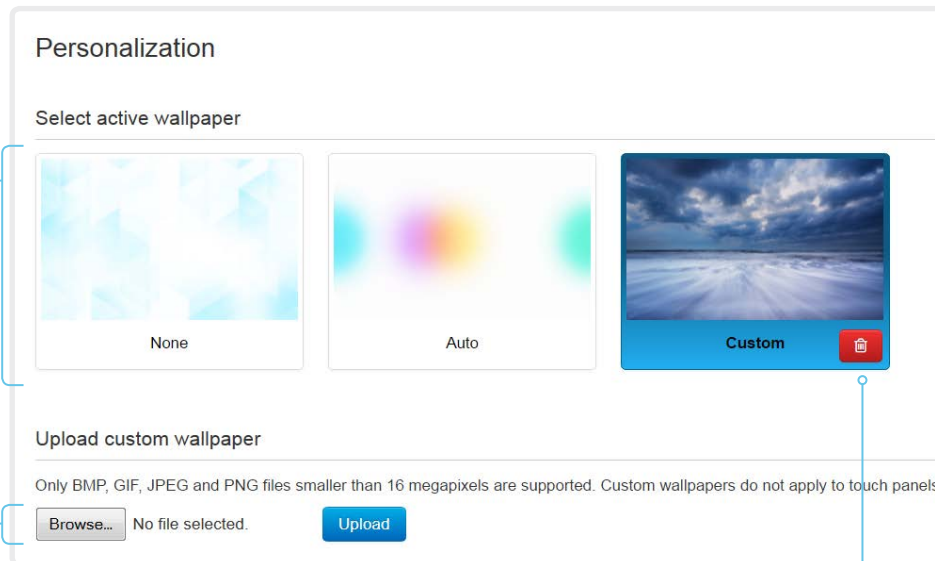 Personalization
Select active wallpaper
None
Auto
Custom
Upload custom wallpaper
Only BMP, GIF, JPEG and PNG files smaller than 16 megapixels are supported. Custom wallpapers do not apply to touch panels
Browse... No file selected. Upload